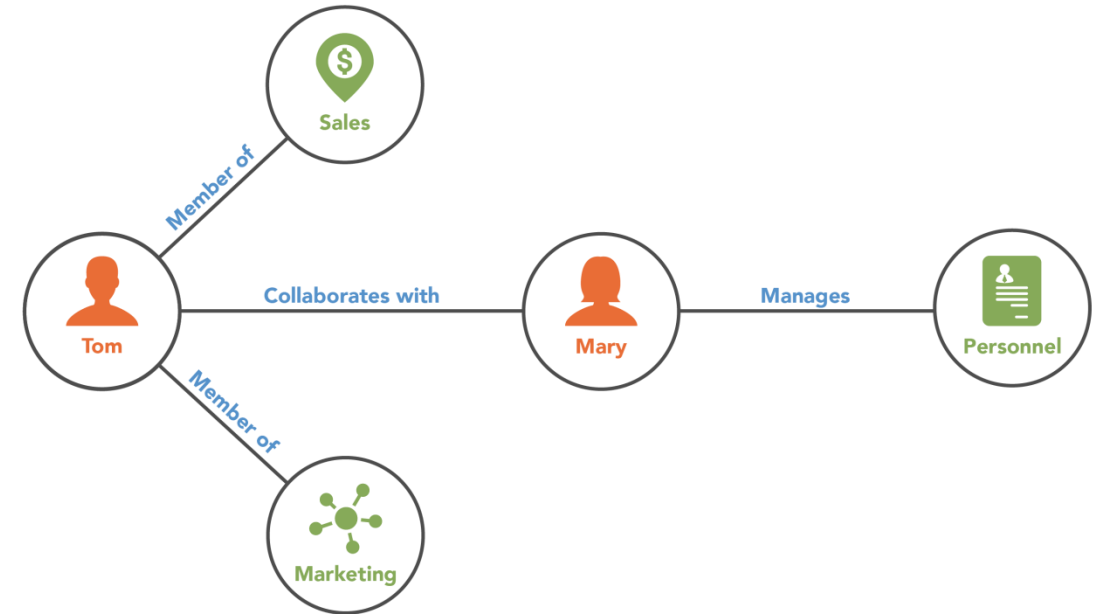 $
Sales
Member of
Tom
Collaborates with
Mary
Manages
Personnel
Member of
Marketing